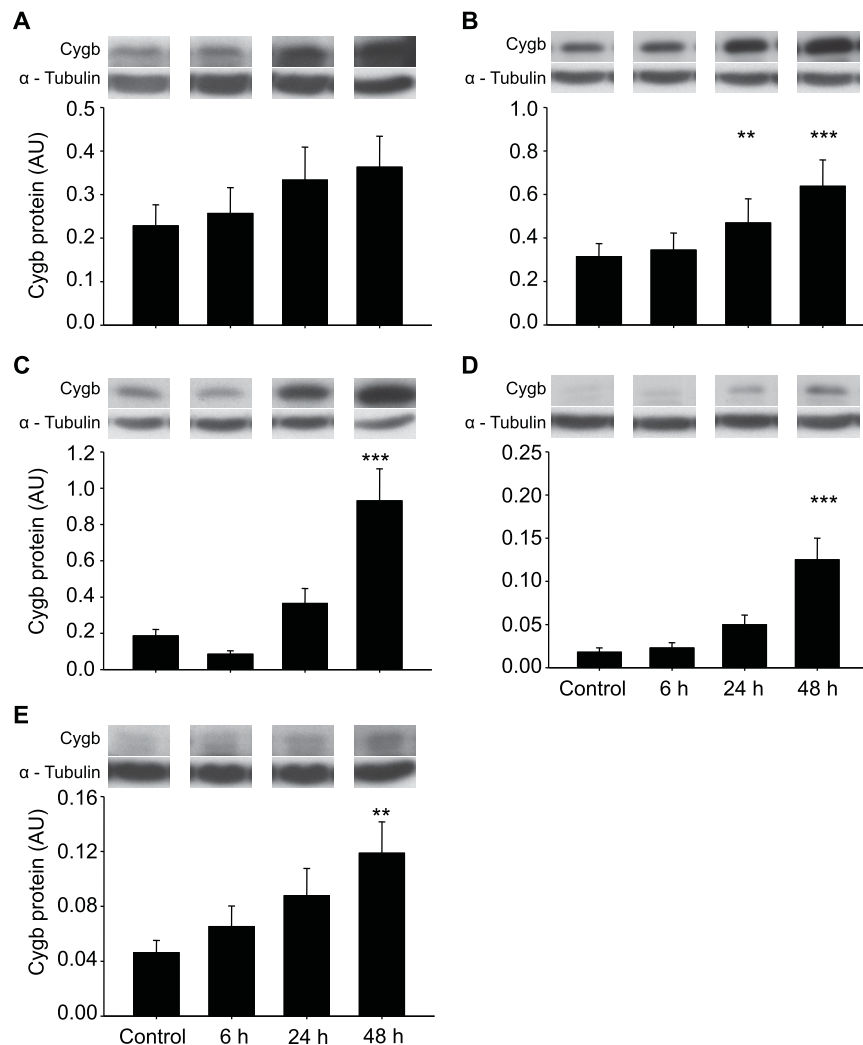 A
Cygb
α - Tubulin
Cygb protein (AU)
0.5
0.4
0.3
0.2
0.1
0.0
B
Cygb
α - Tubulin
1.0
0.8
0.6
0.4
0.2
0.0
**
***
C
Cygb
α - Tubulin
Cygb protein (AU)
1.2
1.0
0.8
0.6
0.4
0.2
0.0
***
D
Cygb
α - Tubulin
0.25
0.20
0.15
0.10
0.05
0.00
***
Control 6 h 24 h 48 h
E
Cygb
α - Tubulin
Cygb protein (AU)
0.16
0.12
0.08
0.04
0.00
**
Control 6 h 24 h 48 h